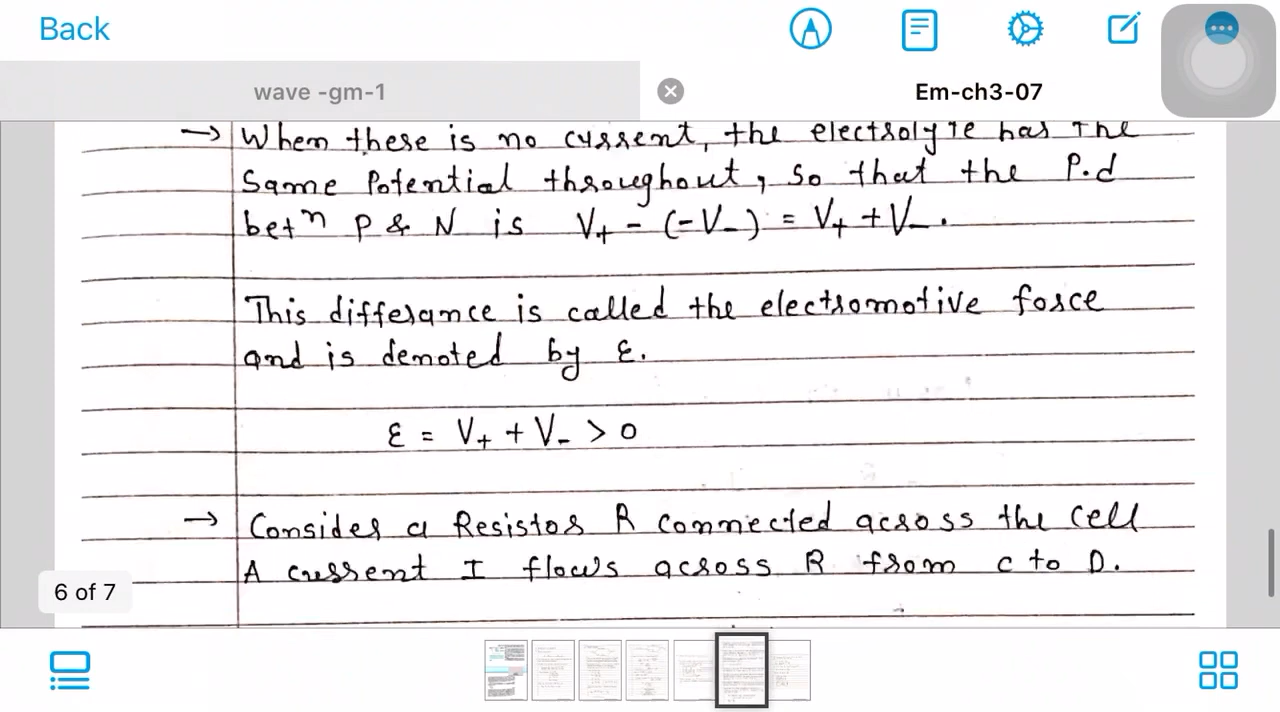 Back
wave -gm-1
Em-ch3-07
→ When there is no current, the electrolyte has the
Same Potential throughout, so that the P.d
betⁿ P & N is V₊ - (-V₋) = V₊ + V₋.
This differance is called the electromotive force
and is denoted by ε.
ε = V₊ + V₋ > 0
→ Consider a Resistor R connected across the cell
A current I flows across R from C to D.
6 of 7